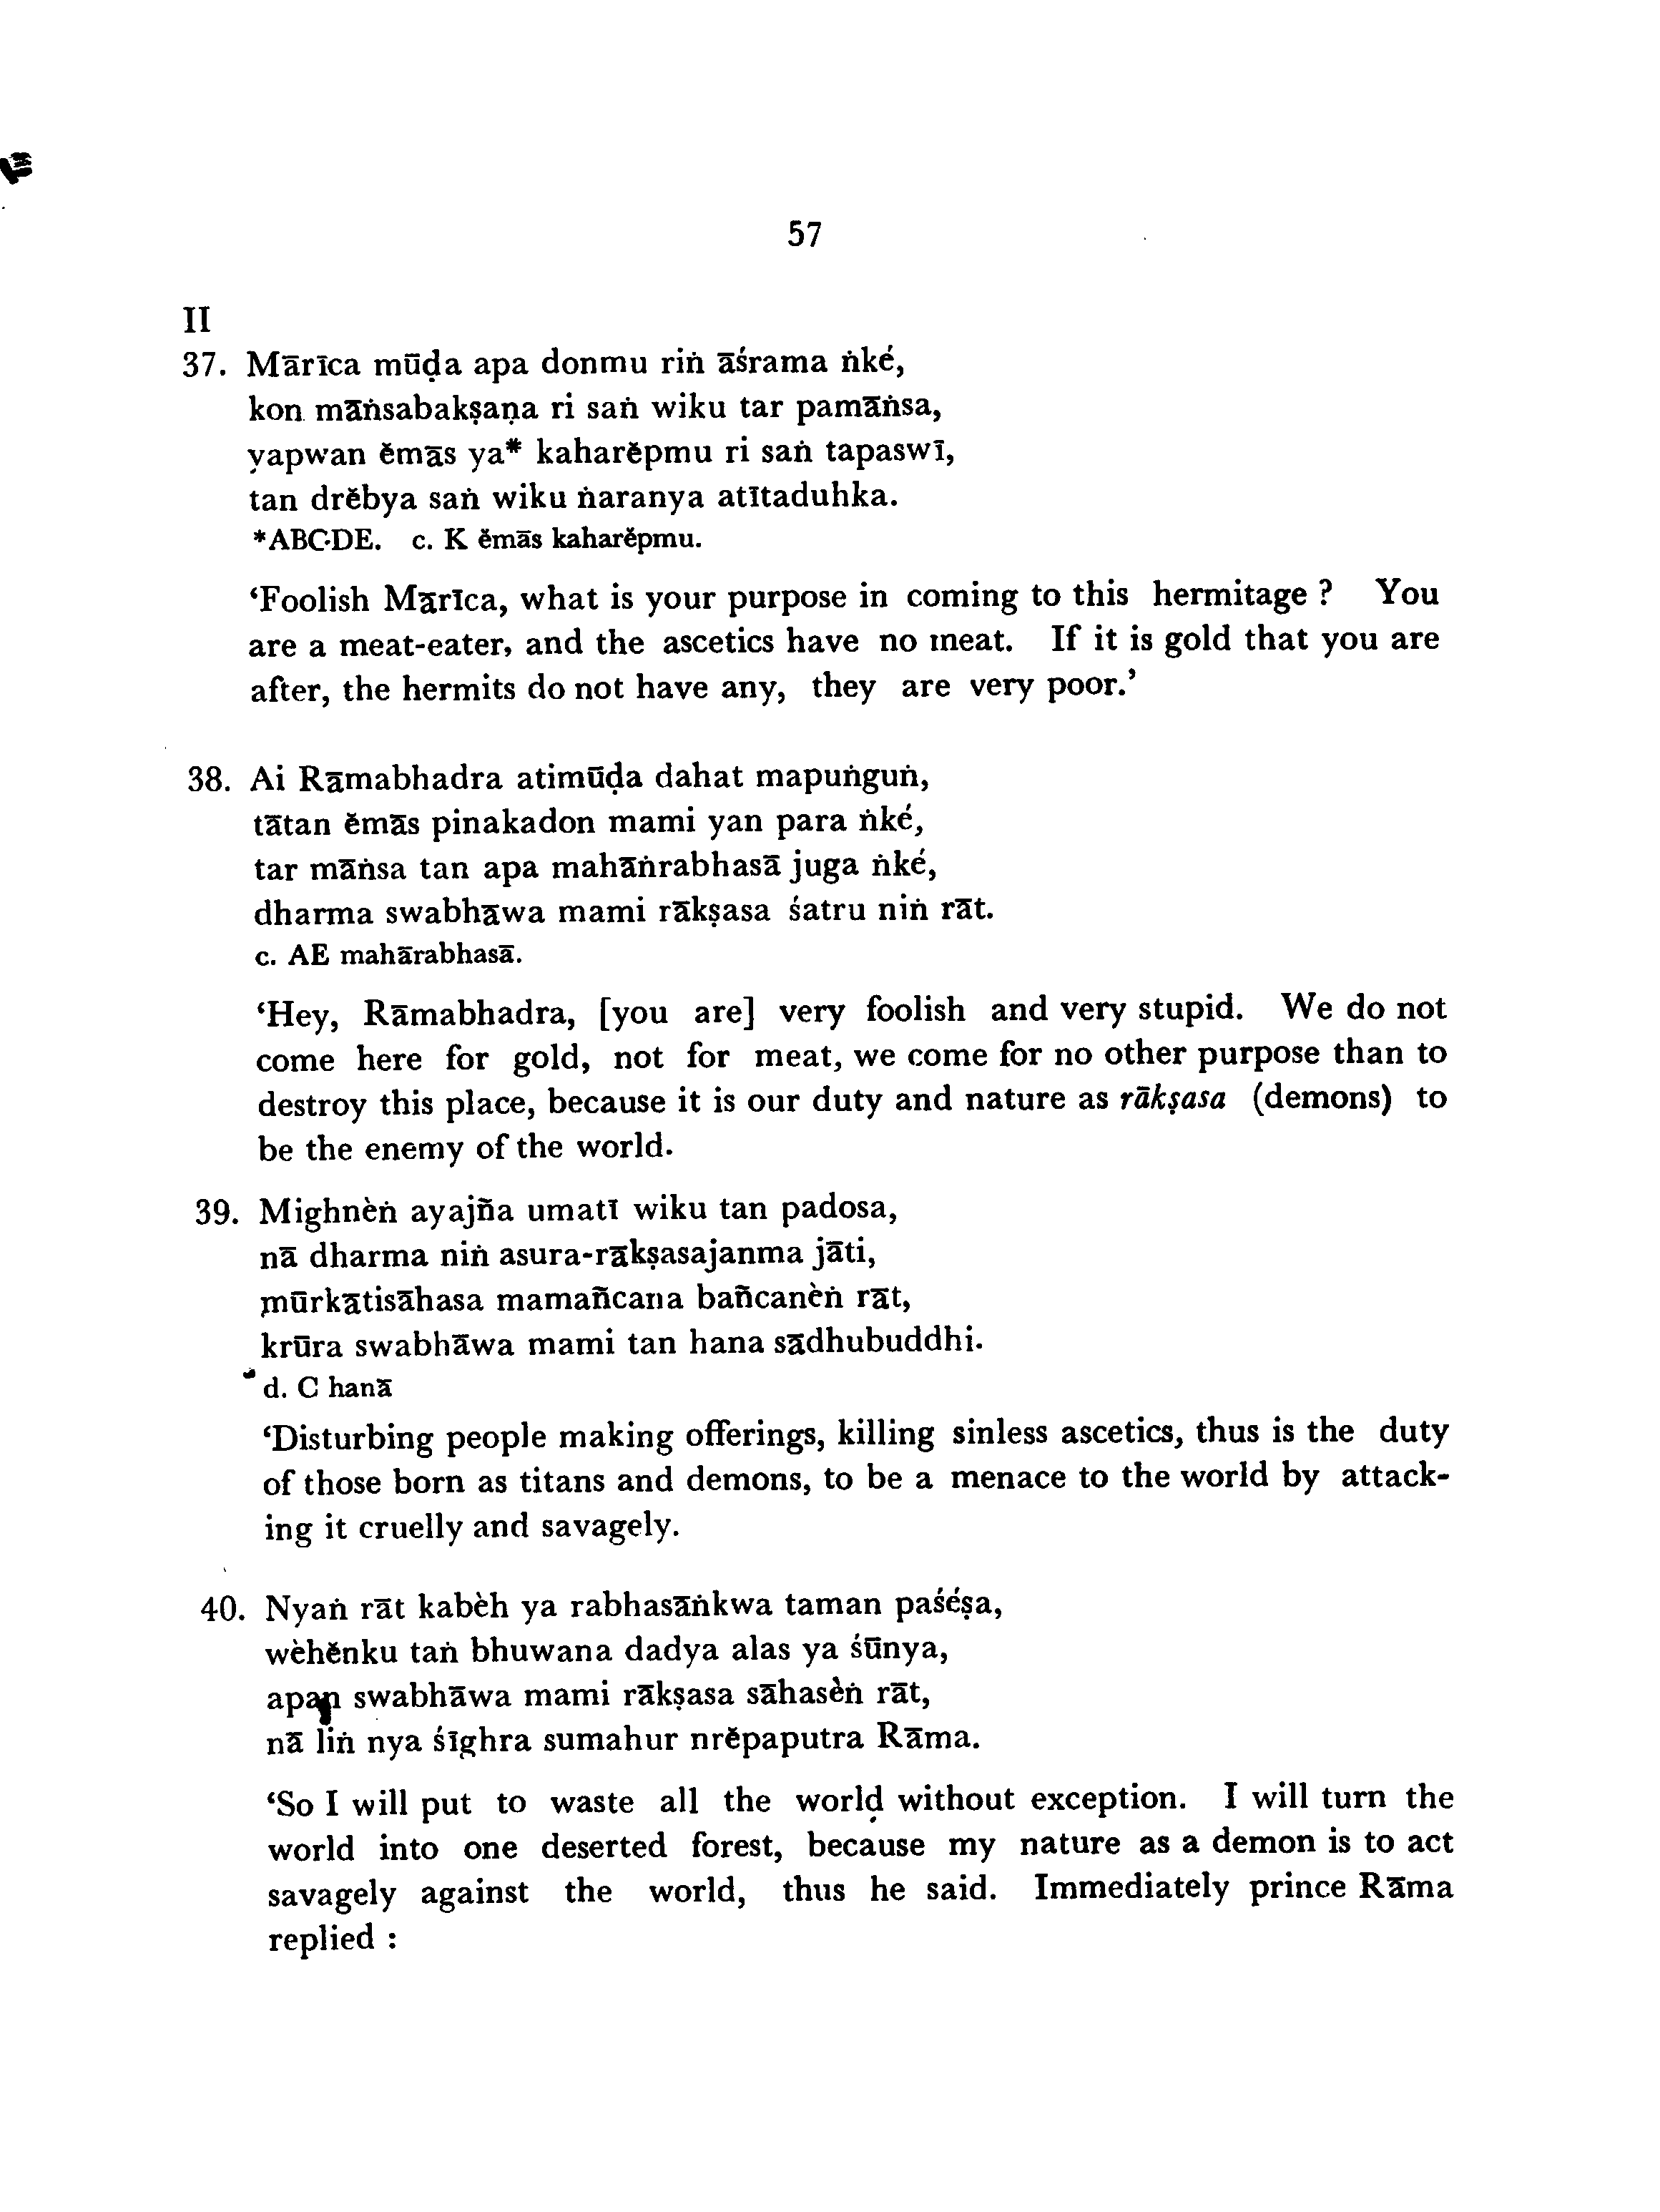 57
II
37. Mārīca mūḍa apa donmu riṅ āśrama ṅké,
kon māṅsabakṣaṇa ri saṅ wiku tar pamāṅsa,
yapwan ĕmās ya* kaharĕpmu ri saṅ tapaswī,
tan drĕbya saṅ wiku ṅaranya atītaduhka.
*ABCDE. c. K ĕmās kaharĕpmu.
‘Foolish Mārīca, what is your purpose in coming to this hermitage ? You
are a meat-eater, and the ascetics have no meat. If it is gold that you are
after, the hermits do not have any, they are very poor.’
38. Ai Rāmabhadra atimūḍa dahat mapuṅguṅ,
tātan ĕmās pinakadon mami yan para ṅké,
tar māṅsa tan apa mahāṅrabhasā juga ṅké,
dharma swabhāwa mami rākṣasa śatru niṅ rāt.
c. AE mahārabhasā.
‘Hey, Rāmabhadra, [you are] very foolish and very stupid. We do not
come here for gold, not for meat, we come for no other purpose than to
destroy this place, because it is our duty and nature as rākṣasa (demons) to
be the enemy of the world.
39. Mighnèṅ ayajña umatī wiku tan padosa,
nā dharma niṅ asura-rākṣasajanma jāti,
mūrkātisāhasa mamañcana bañcanèṅ rāt,
krūra swabhāwa mami tan hana sādhubuddhi.
d. C hanā
‘Disturbing people making offerings, killing sinless ascetics, thus is the duty
of those born as titans and demons, to be a menace to the world by attack-
ing it cruelly and savagely.
40. Nyaṅ rāt kabèh ya rabhasāṅkwa taman paśéṣa,
wèhĕnku taṅ bhuwana dadya alas ya śūnya,
apan swabhāwa mami rākṣasa sāhasèṅ rāt,
nā liṅ nya śīghra sumahur nrĕpaputra Rāma.
‘So I will put to waste all the world without exception. I will turn the
world into one deserted forest, because my nature as a demon is to act
savagely against the world, thus he said. Immediately prince Rāma
replied :